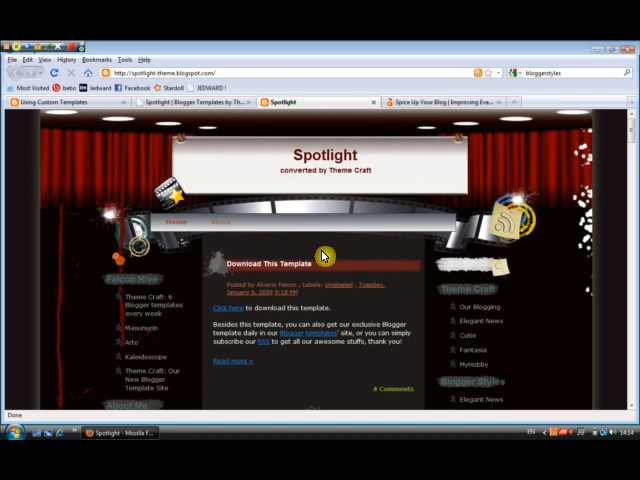 File Edit View History Bookmarks Tools Help
http://spotlight-theme.blogspot.com/
bloggerstyles
Most Visited bebo landword Facebook Stardoll JEDWARD !
Using Custom Templates
Spotlight | Blogger Templates by Th...
Spotlight
Spice Up Your Blog | Improving Eve...
Spotlight
converted by Theme Craft
Home About
Download This Template
Posted by Alvaris Falcon , Labels: Unlabeled , Tuesday,
January 6, 2009 8:18 PM
Click here to download this template.
Besides this template, you can also get our exclusive Blogger
template daily in our Blogger templates' site, or you can simply
subscribe our RSS to get all our awesome stuffs, thank you!
Read more »
4 Comments
Falcon Hive
Theme Craft: 6
Blogger templates
every week
Masunurin
Arto
Kaleidoscope
Theme Craft: Our
New Blogger
Template Site
About Me
Theme Craft
Our Blogging
Elegant News
Cutie
Fantasia
MyHobby
Blogger Styles
Elegant News
Done
Spotlight - Mozilla F...
EN
14:14